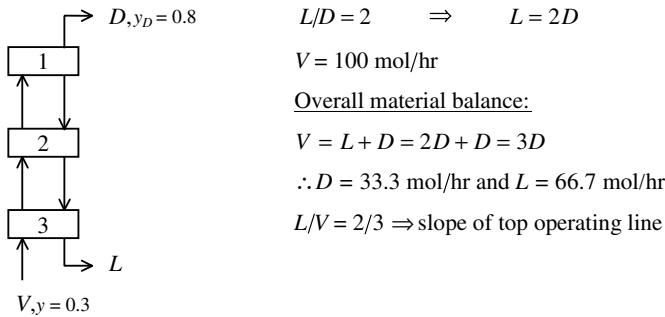 D, y_D = 0.8
1
2
3
L
V, y = 0.3
L/D = 2 ⇒ L = 2D
V = 100 mol/hr
Overall material balance:
V = L + D = 2D + D = 3D
∴ D = 33.3 mol/hr and L = 66.7 mol/hr
L/V = 2/3 ⇒ slope of top operating line